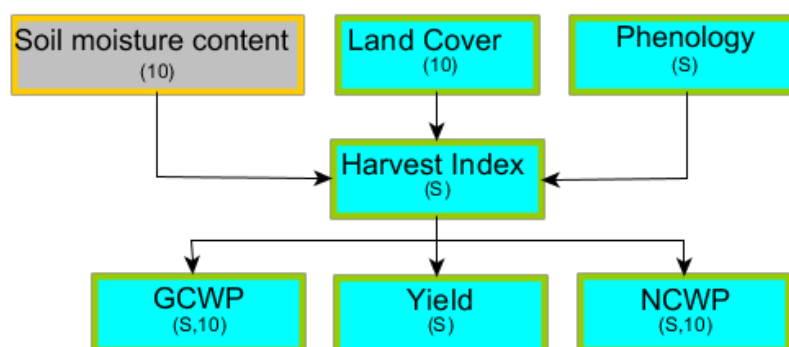 Soil moisture content
(10)
Land Cover
(10)
Phenology
(S)
Harvest Index
(S)
GCWP
(S,10)
Yield
(S)
NCWP
(S,10)